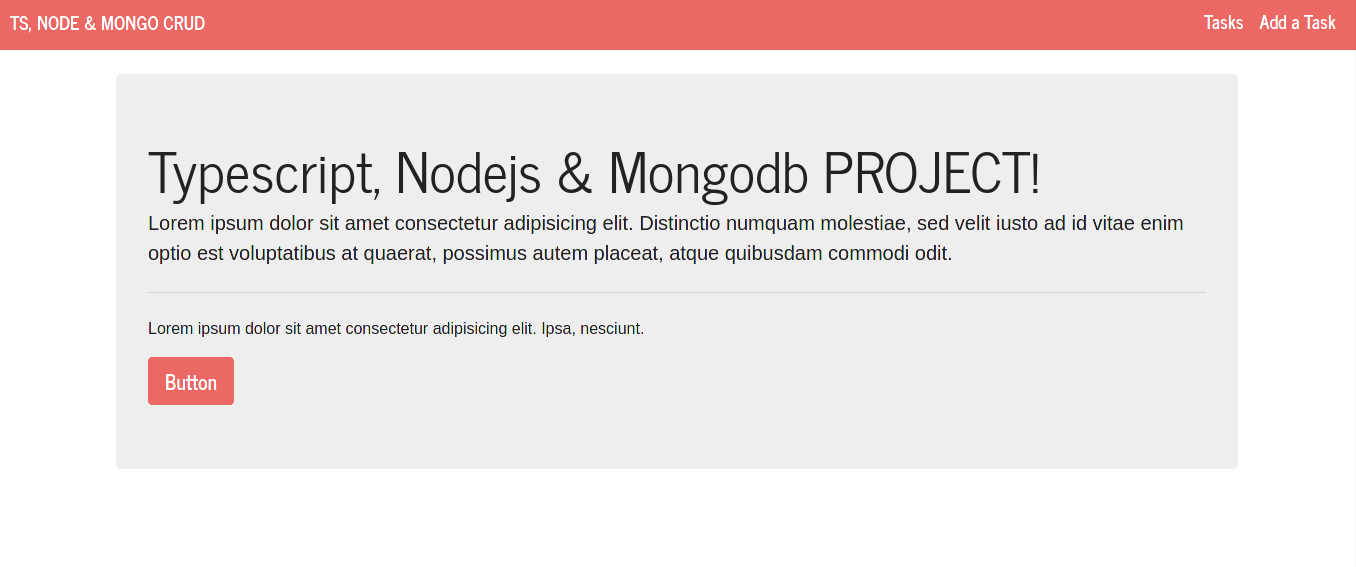 TS, NODE & MONGO CRUD
Tasks Add a Task
Typescript, Nodejs & Mongodb PROJECT!
Lorem ipsum dolor sit amet consectetur adipisicing elit. Distinctio numquam molestiae, sed velit iusto ad id vitae enim
optio est voluptatibus at quaerat, possimus autem placeat, atque quibusdam commodi odit.
Lorem ipsum dolor sit amet consectetur adipisicing elit. Ipsa, nesciunt.
Button